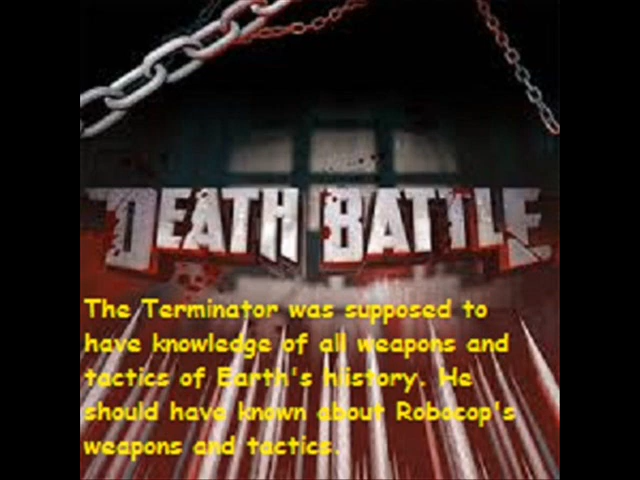 DEATH BATTLE
The Terminator was supposed to
have knowledge of all weapons and
tactics of Earth's hiistory. He
should have known about Robocop's
weapons and tactics.